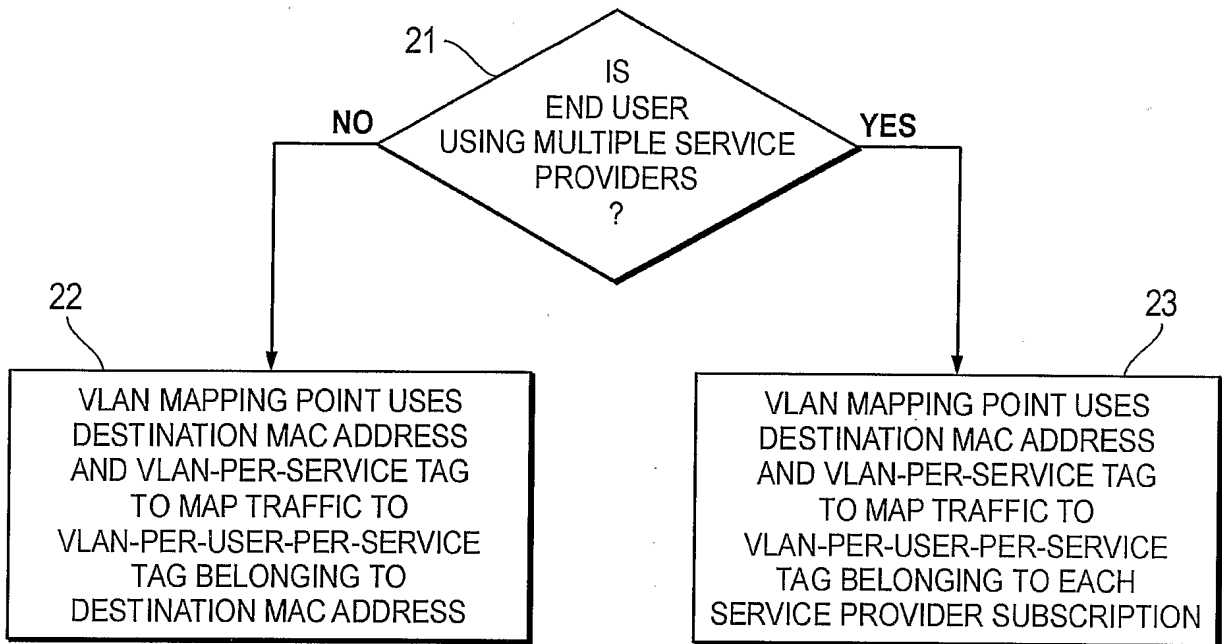 21
IS
END USER
USING MULTIPLE SERVICE
PROVIDERS
?
NO
YES
22
VLAN MAPPING POINT USES
DESTINATION MAC ADDRESS
AND VLAN-PER-SERVICE TAG
TO MAP TRAFFIC TO
VLAN-PER-USER-PER-SERVICE
TAG BELONGING TO
DESTINATION MAC ADDRESS
23
VLAN MAPPING POINT USES
DESTINATION MAC ADDRESS
AND VLAN-PER-SERVICE TAG
TO MAP TRAFFIC TO
VLAN-PER-USER-PER-SERVICE
TAG BELONGING TO EACH
SERVICE PROVIDER SUBSCRIPTION